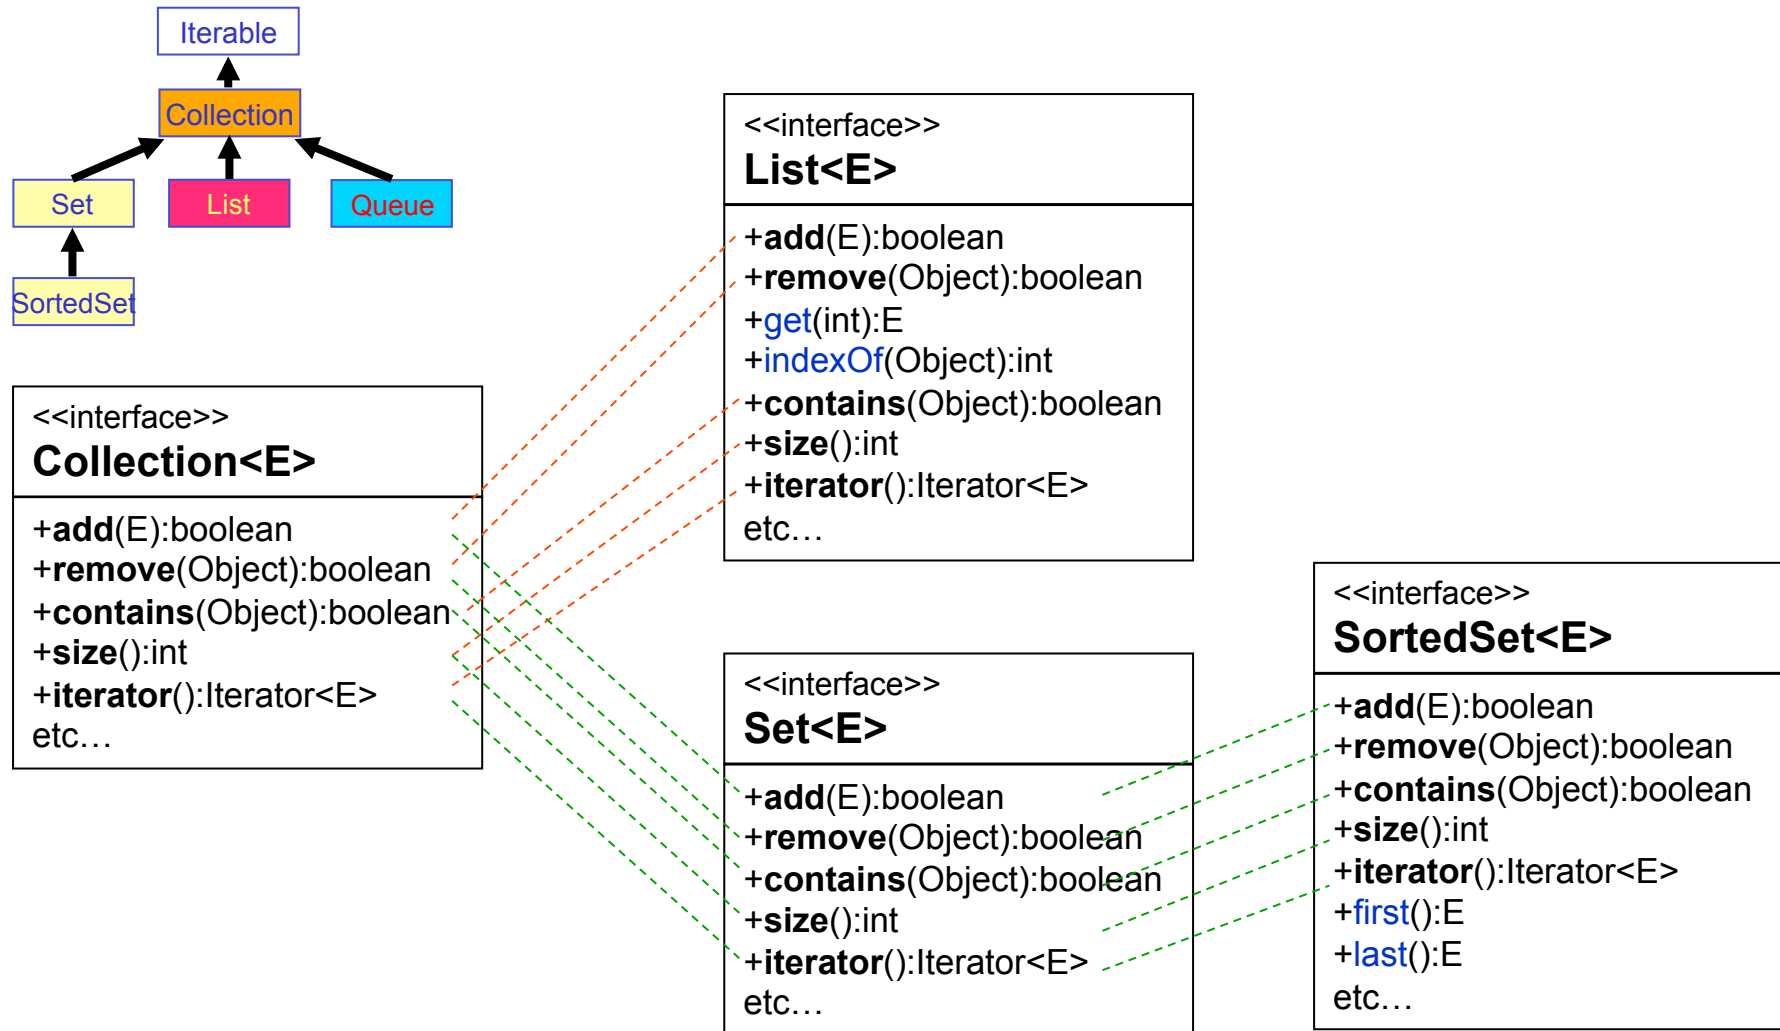 Iterable
Collection
Set
List
Queue
SortedSet
<<interface>>
Collection<E>
+add(E):boolean
+remove(Object):boolean
+contains(Object):boolean
+size():int
+iterator():Iterator<E>
etc…
<<interface>>
List<E>
+add(E):boolean
+remove(Object):boolean
+get(int):E
+indexOf(Object):int
+contains(Object):boolean
+size():int
+iterator():Iterator<E>
etc…
<<interface>>
Set<E>
+add(E):boolean
+remove(Object):boolean
+contains(Object):boolean
+size():int
+iterator():Iterator<E>
etc…
<<interface>>
SortedSet<E>
+add(E):boolean
+remove(Object):boolean
+contains(Object):boolean
+size():int
+iterator():Iterator<E>
+first():E
+last():E
etc…